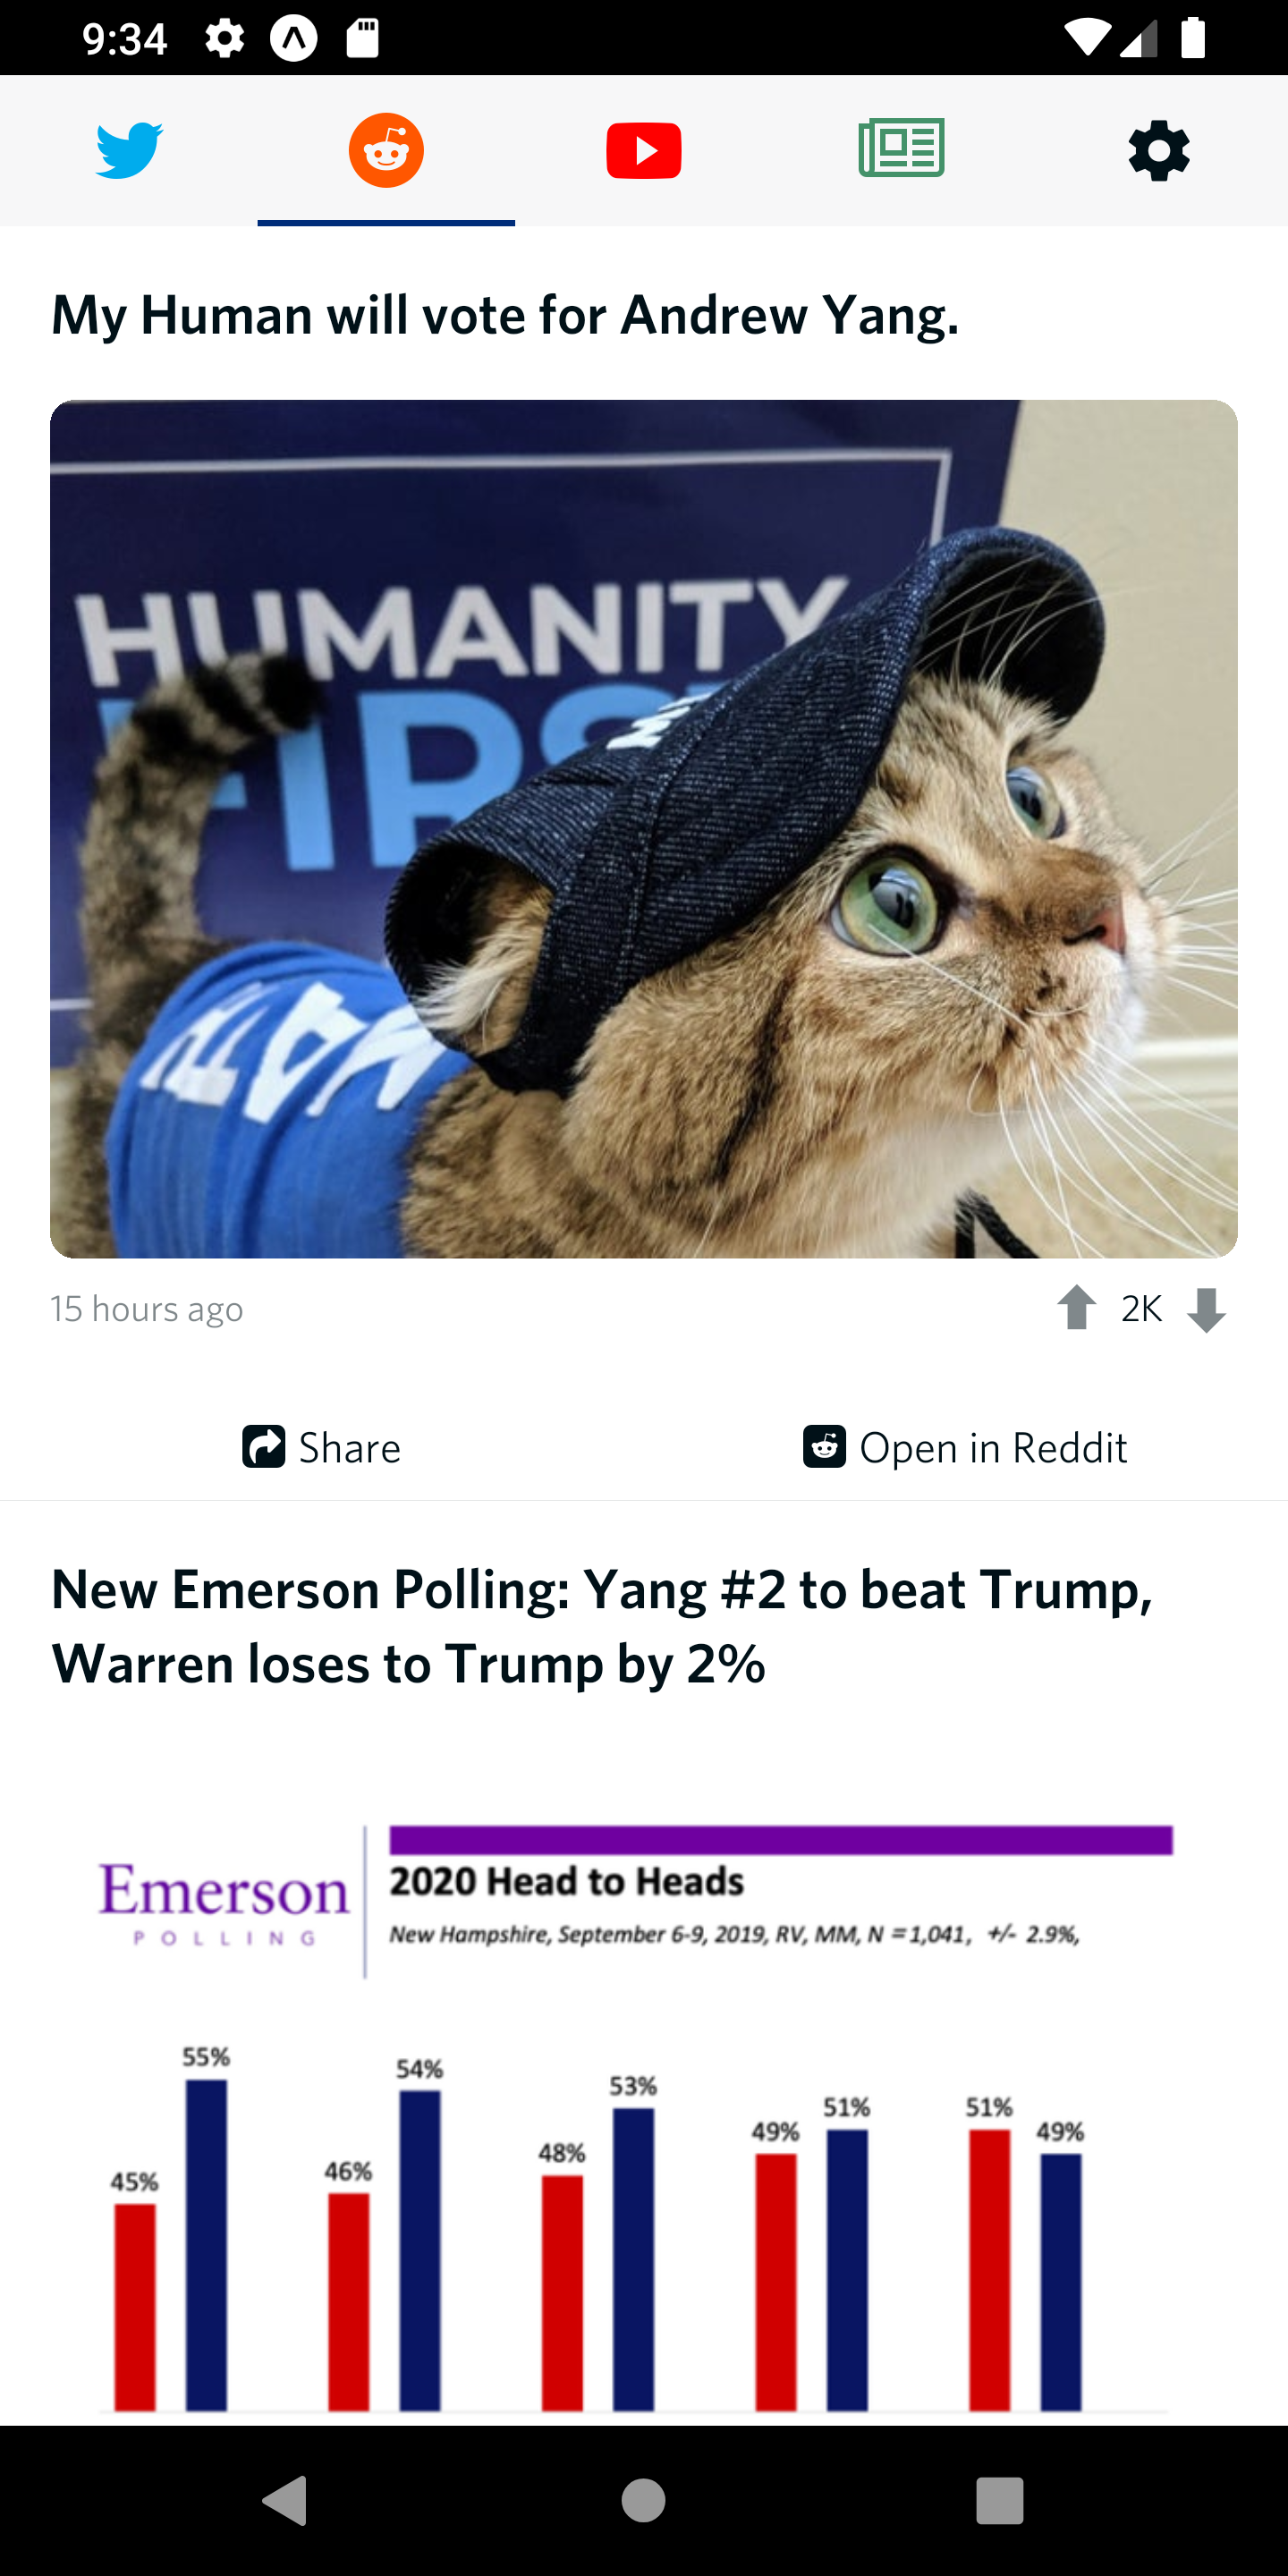 9:34
My Human will vote for Andrew Yang.
HUMANITY
FIRS
MATH
15 hours ago
2K
Share
Open in Reddit
New Emerson Polling: Yang #2 to beat Trump,
Warren loses to Trump by 2%
Emerson
POLLING
2020 Head to Heads
New Hampshire, September 6-9, 2019, RV, MM, N =1,041, +/- 2.9%,
45% 55% 46% 54% 48% 53% 49% 51% 51% 49%